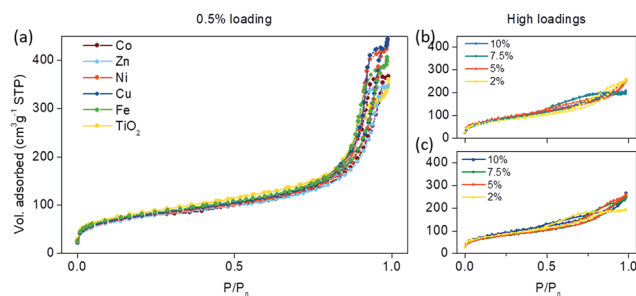 0.5% loading
High loadings
(a)
Co
Zn
Ni
Cu
Fe
TiO₂
Vol. adsorbed (cm³g⁻¹ STP)
400
300
200
100
0
0.0
0.5
1.0
P/P₀
(b)
10%
7.5%
5%
2%
400
300
200
100
0
(c)
10%
7.5%
5%
2%
400
300
200
100
0
0.0
0.5
1.0
P/P₀